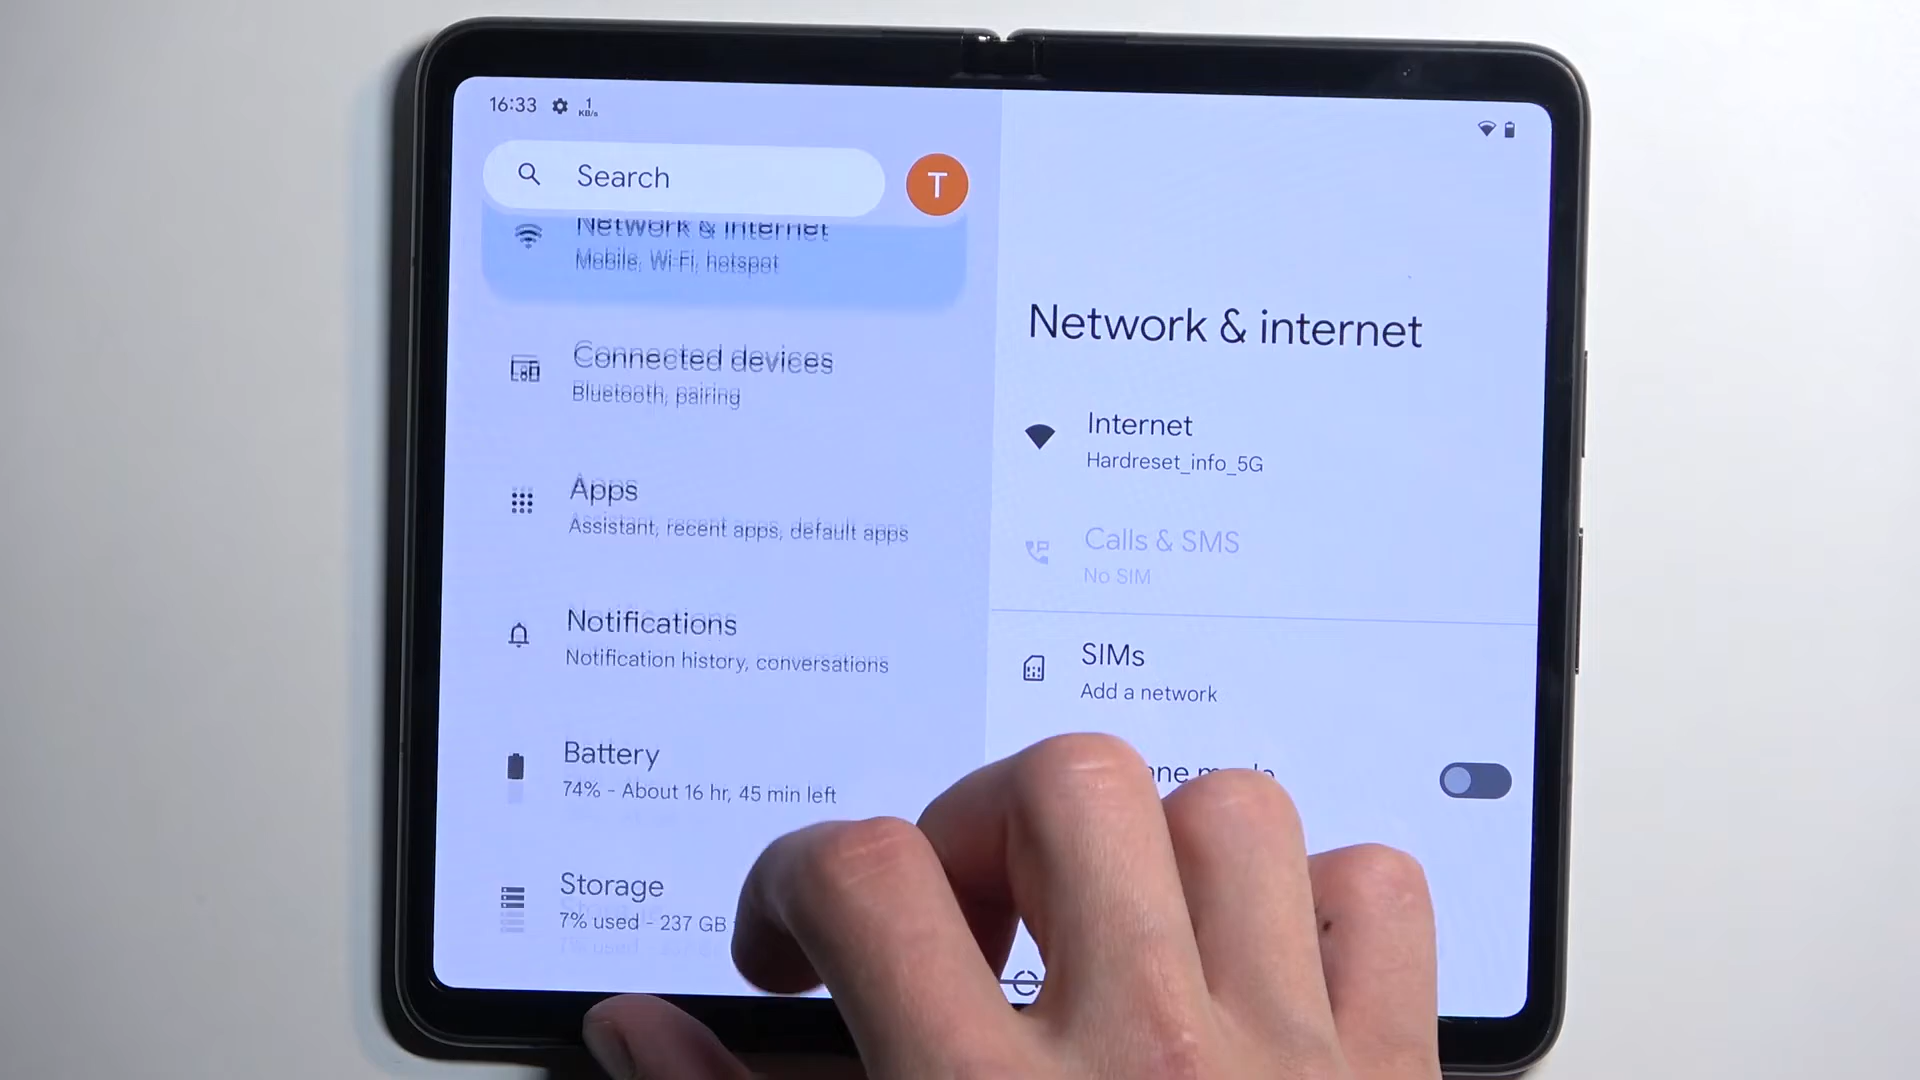 16:33 1 KB/s
Search
T
Network & internet
Mobile, Wi-Fi, hotspot
Connected devices
Bluetooth, pairing
Apps
Assistant, recent apps, default apps
Notifications
Notification history, conversations
Battery
74% - About 16 hr, 45 min left
Storage
7% used - 237 GB
Network & internet
Internet
Hardreset_info_5G
Calls & SMS
No SIM
SIMs
Add a network